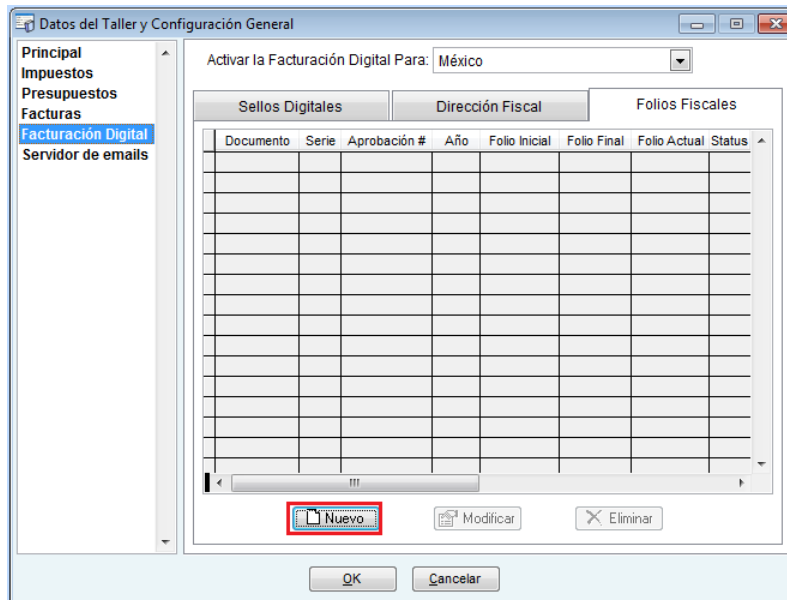 Datos del Taller y Configuración General
Principal
Impuestos
Presupuestos
Facturas
Facturación Digital
Servidor de emails
Activar la Facturación Digital Para: México
Sellos Digitales Dirección Fiscal Folios Fiscales
Documento Serie Aprobación # Año Folio Inicial Folio Final Folio Actual Status
Nuevo Modificar Eliminar
OK Cancelar